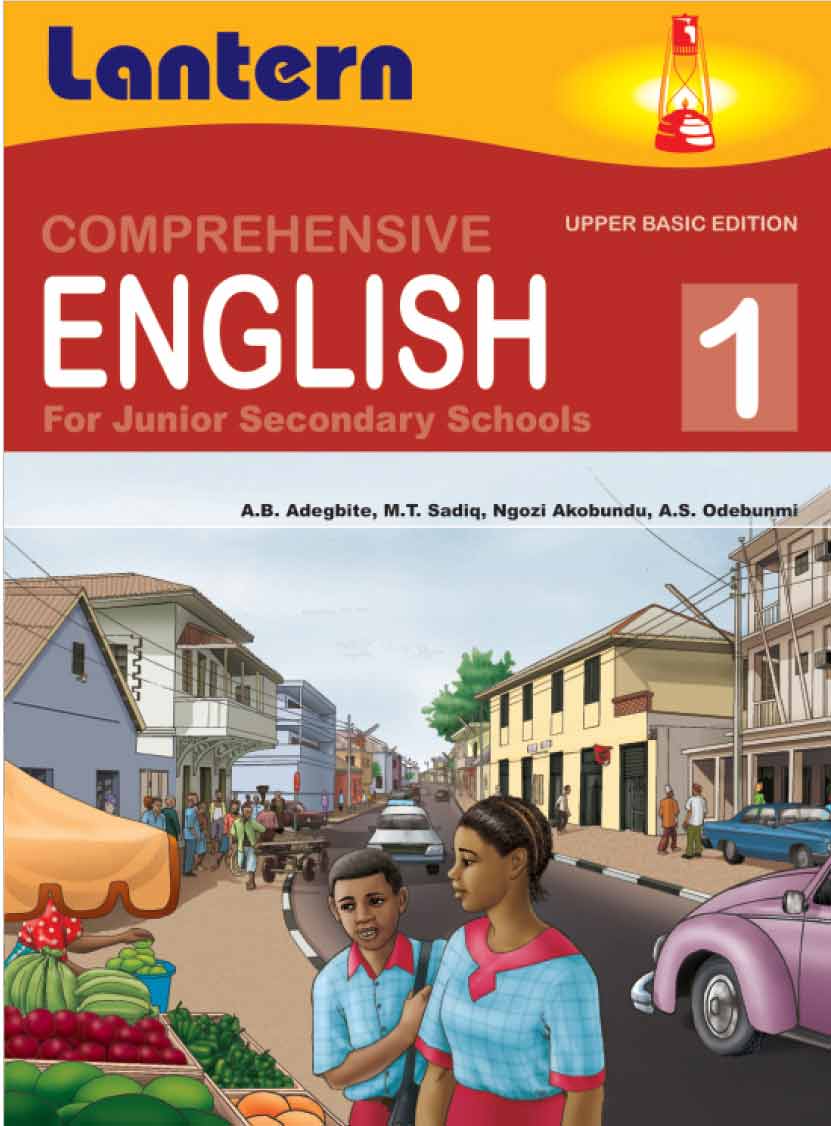 Lantern
COMPREHENSIVE
UPPER BASIC EDITION
ENGLISH
1
For Junior Secondary Schools
A.B. Adegbite, M.T. Sadiq, Ngozi Akobundu, A.S. Odebunmi